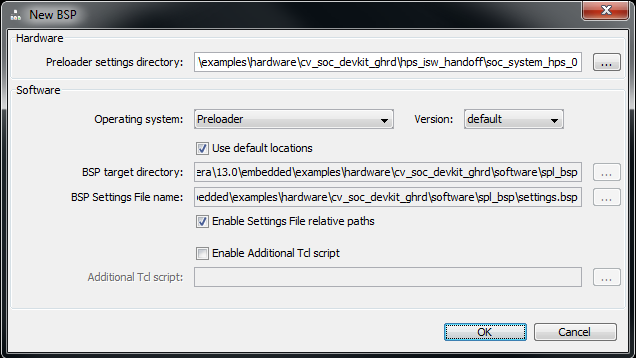 New BSP
Hardware
Preloader settings directory: \examples\hardware\cv_soc_devkit_ghrd\hps_isw_handoff\soc_system_hps_0 ...
Software
Operating system: Preloader Version: default
Use default locations
BSP target directory: era\13.0\embedded\examples\hardware\cv_soc_devkit_ghrd\software\spl_bsp ...
BSP Settings File name: edded\examples\hardware\cv_soc_devkit_ghrd\software\spl_bsp\settings.bsp ...
Enable Settings File relative paths
Enable Additional Tcl script
Additional Tcl script: ...
OK Cancel